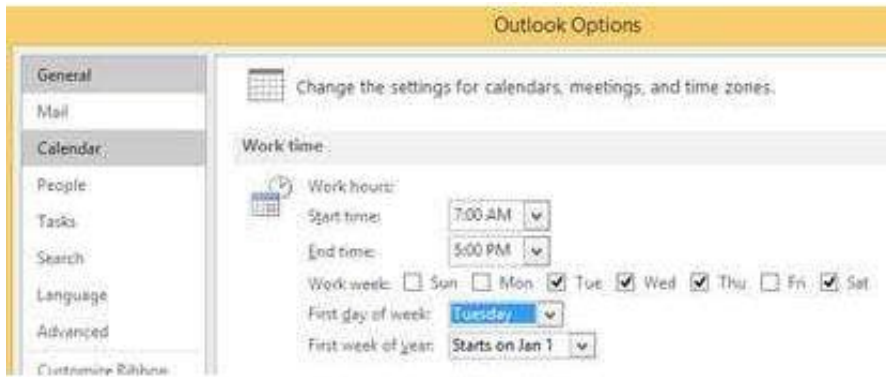 Outlook Options
General
Mail
Calendar
People
Tasks
Search
Language
Advanced
Customize Ribbon
Change the settings for calendars, meetings, and time zones.
Work time
Work hours:
Start time: 7:00 AM
End time: 5:00 PM
Work week: Sun Mon Tue Wed Thu Fri Sat
First day of week: Tuesday
First week of year: Starts on Jan 1